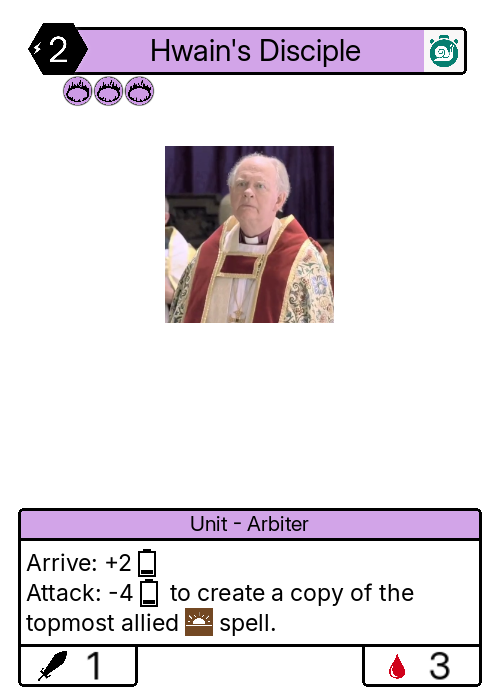 2
Hwain's Disciple
Unit - Arbiter
Arrive: +2
Attack: -4 to create a copy of the
topmost allied spell.
1
3